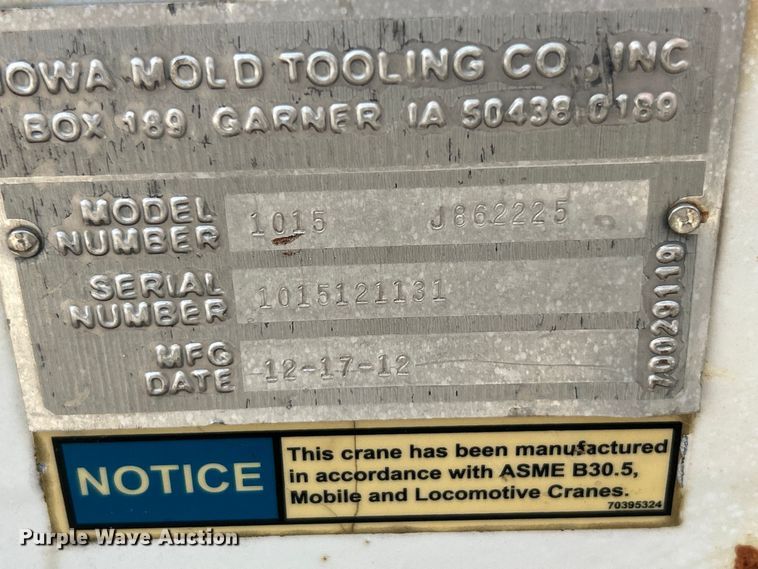 IOWA MOLD TOOLING CO., INC
BOX 189, GARNER IA 50438-0189
MODEL NUMBER 1015 J862225
SERIAL NUMBER 1015121131
MFG DATE 12-17-12
70029119
NOTICE
This crane has been manufactured
in accordance with ASME B30.5,
Mobile and Locomotive Cranes.
70395324
Purple Wave Auction